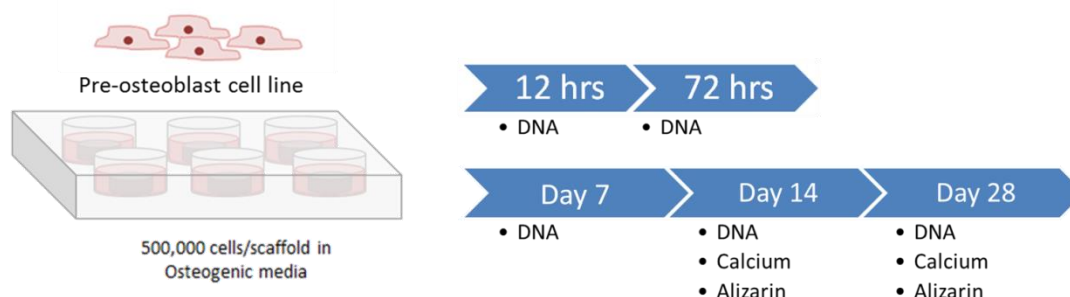 Pre-osteoblast cell line
500,000 cells/scaffold in
Osteogenic media
12 hrs
72 hrs
• DNA
• DNA
Day 7
Day 14
Day 28
• DNA
• DNA
• Calcium
• Alizarin
• DNA
• Calcium
• Alizarin